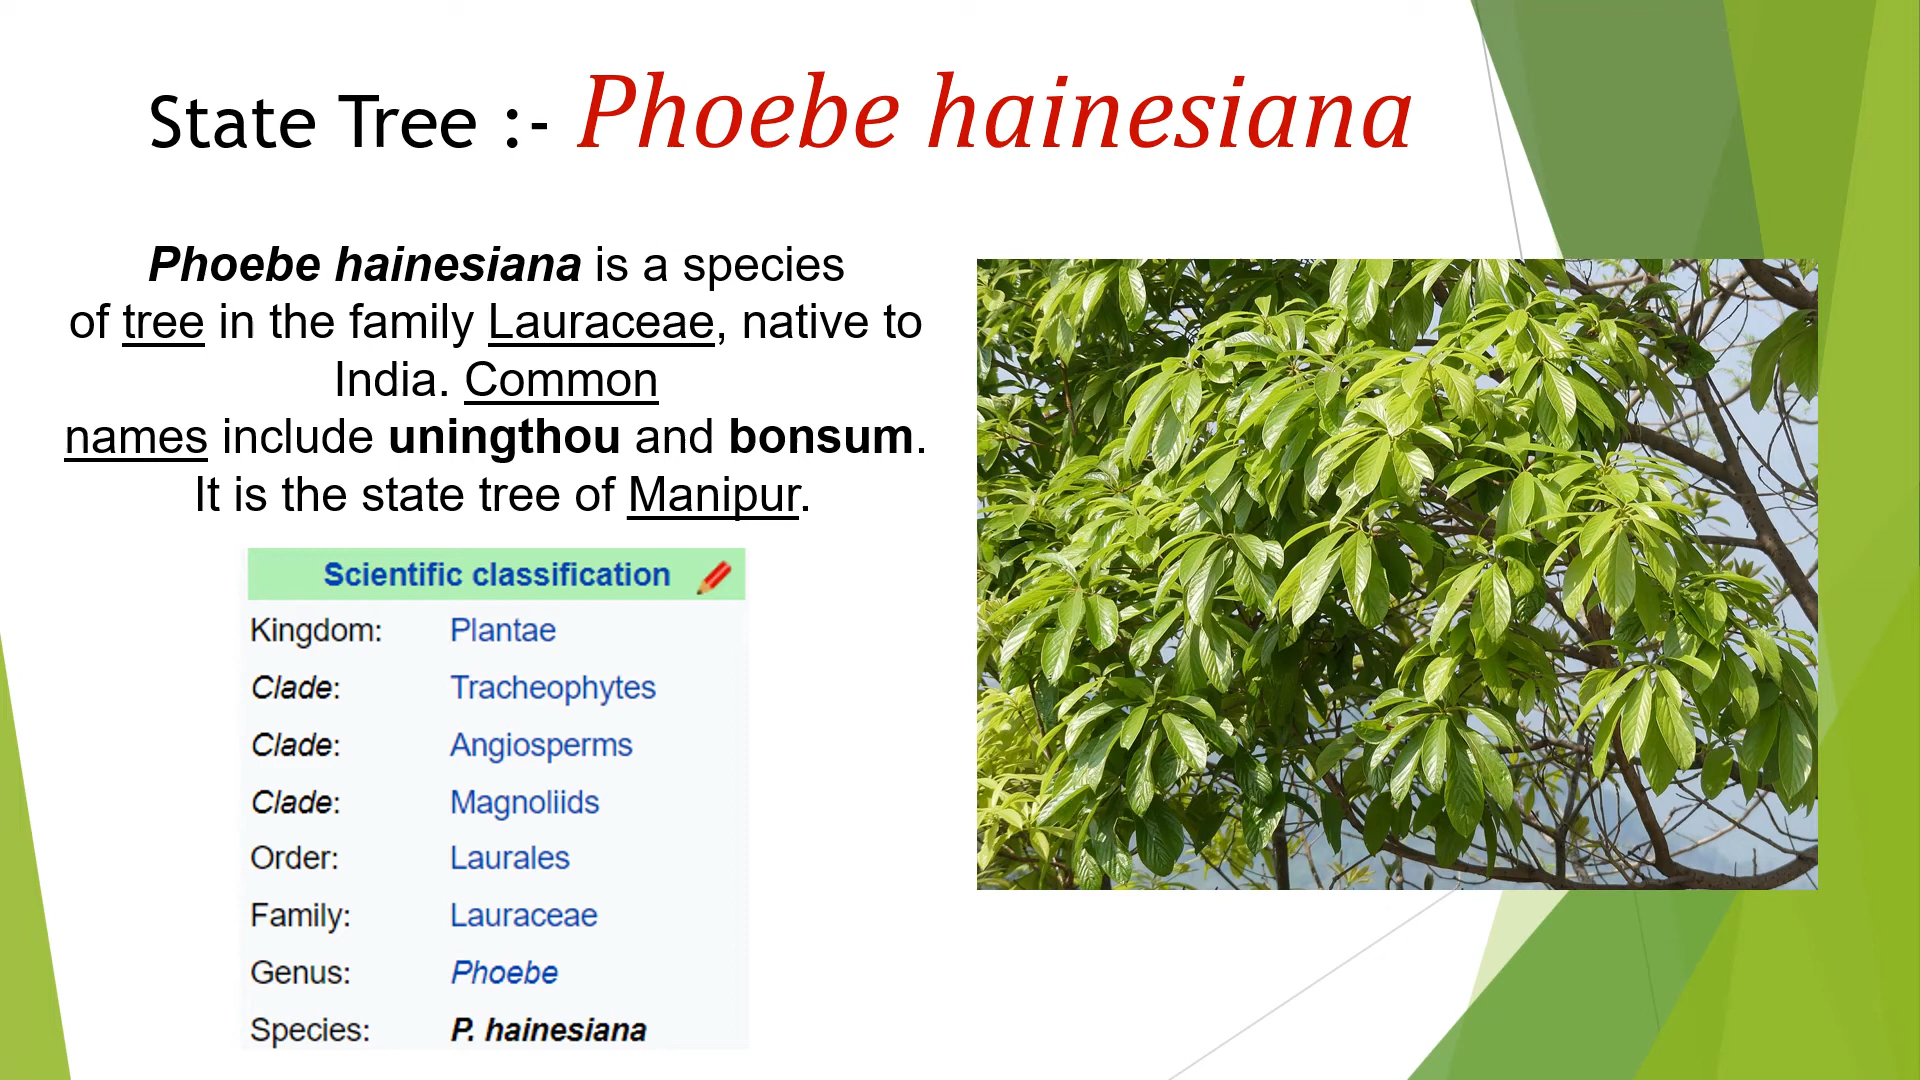 State Tree :- Phoebe hainesiana
Phoebe hainesiana is a species
of tree in the family Lauraceae, native to
India. Common
names include uningthou and bonsum.
It is the state tree of Manipur.
Scientific classification
Kingdom: Plantae
Clade: Tracheophytes
Clade: Angiosperms
Clade: Magnoliids
Order: Laurales
Family: Lauraceae
Genus: Phoebe
Species: P. hainesiana